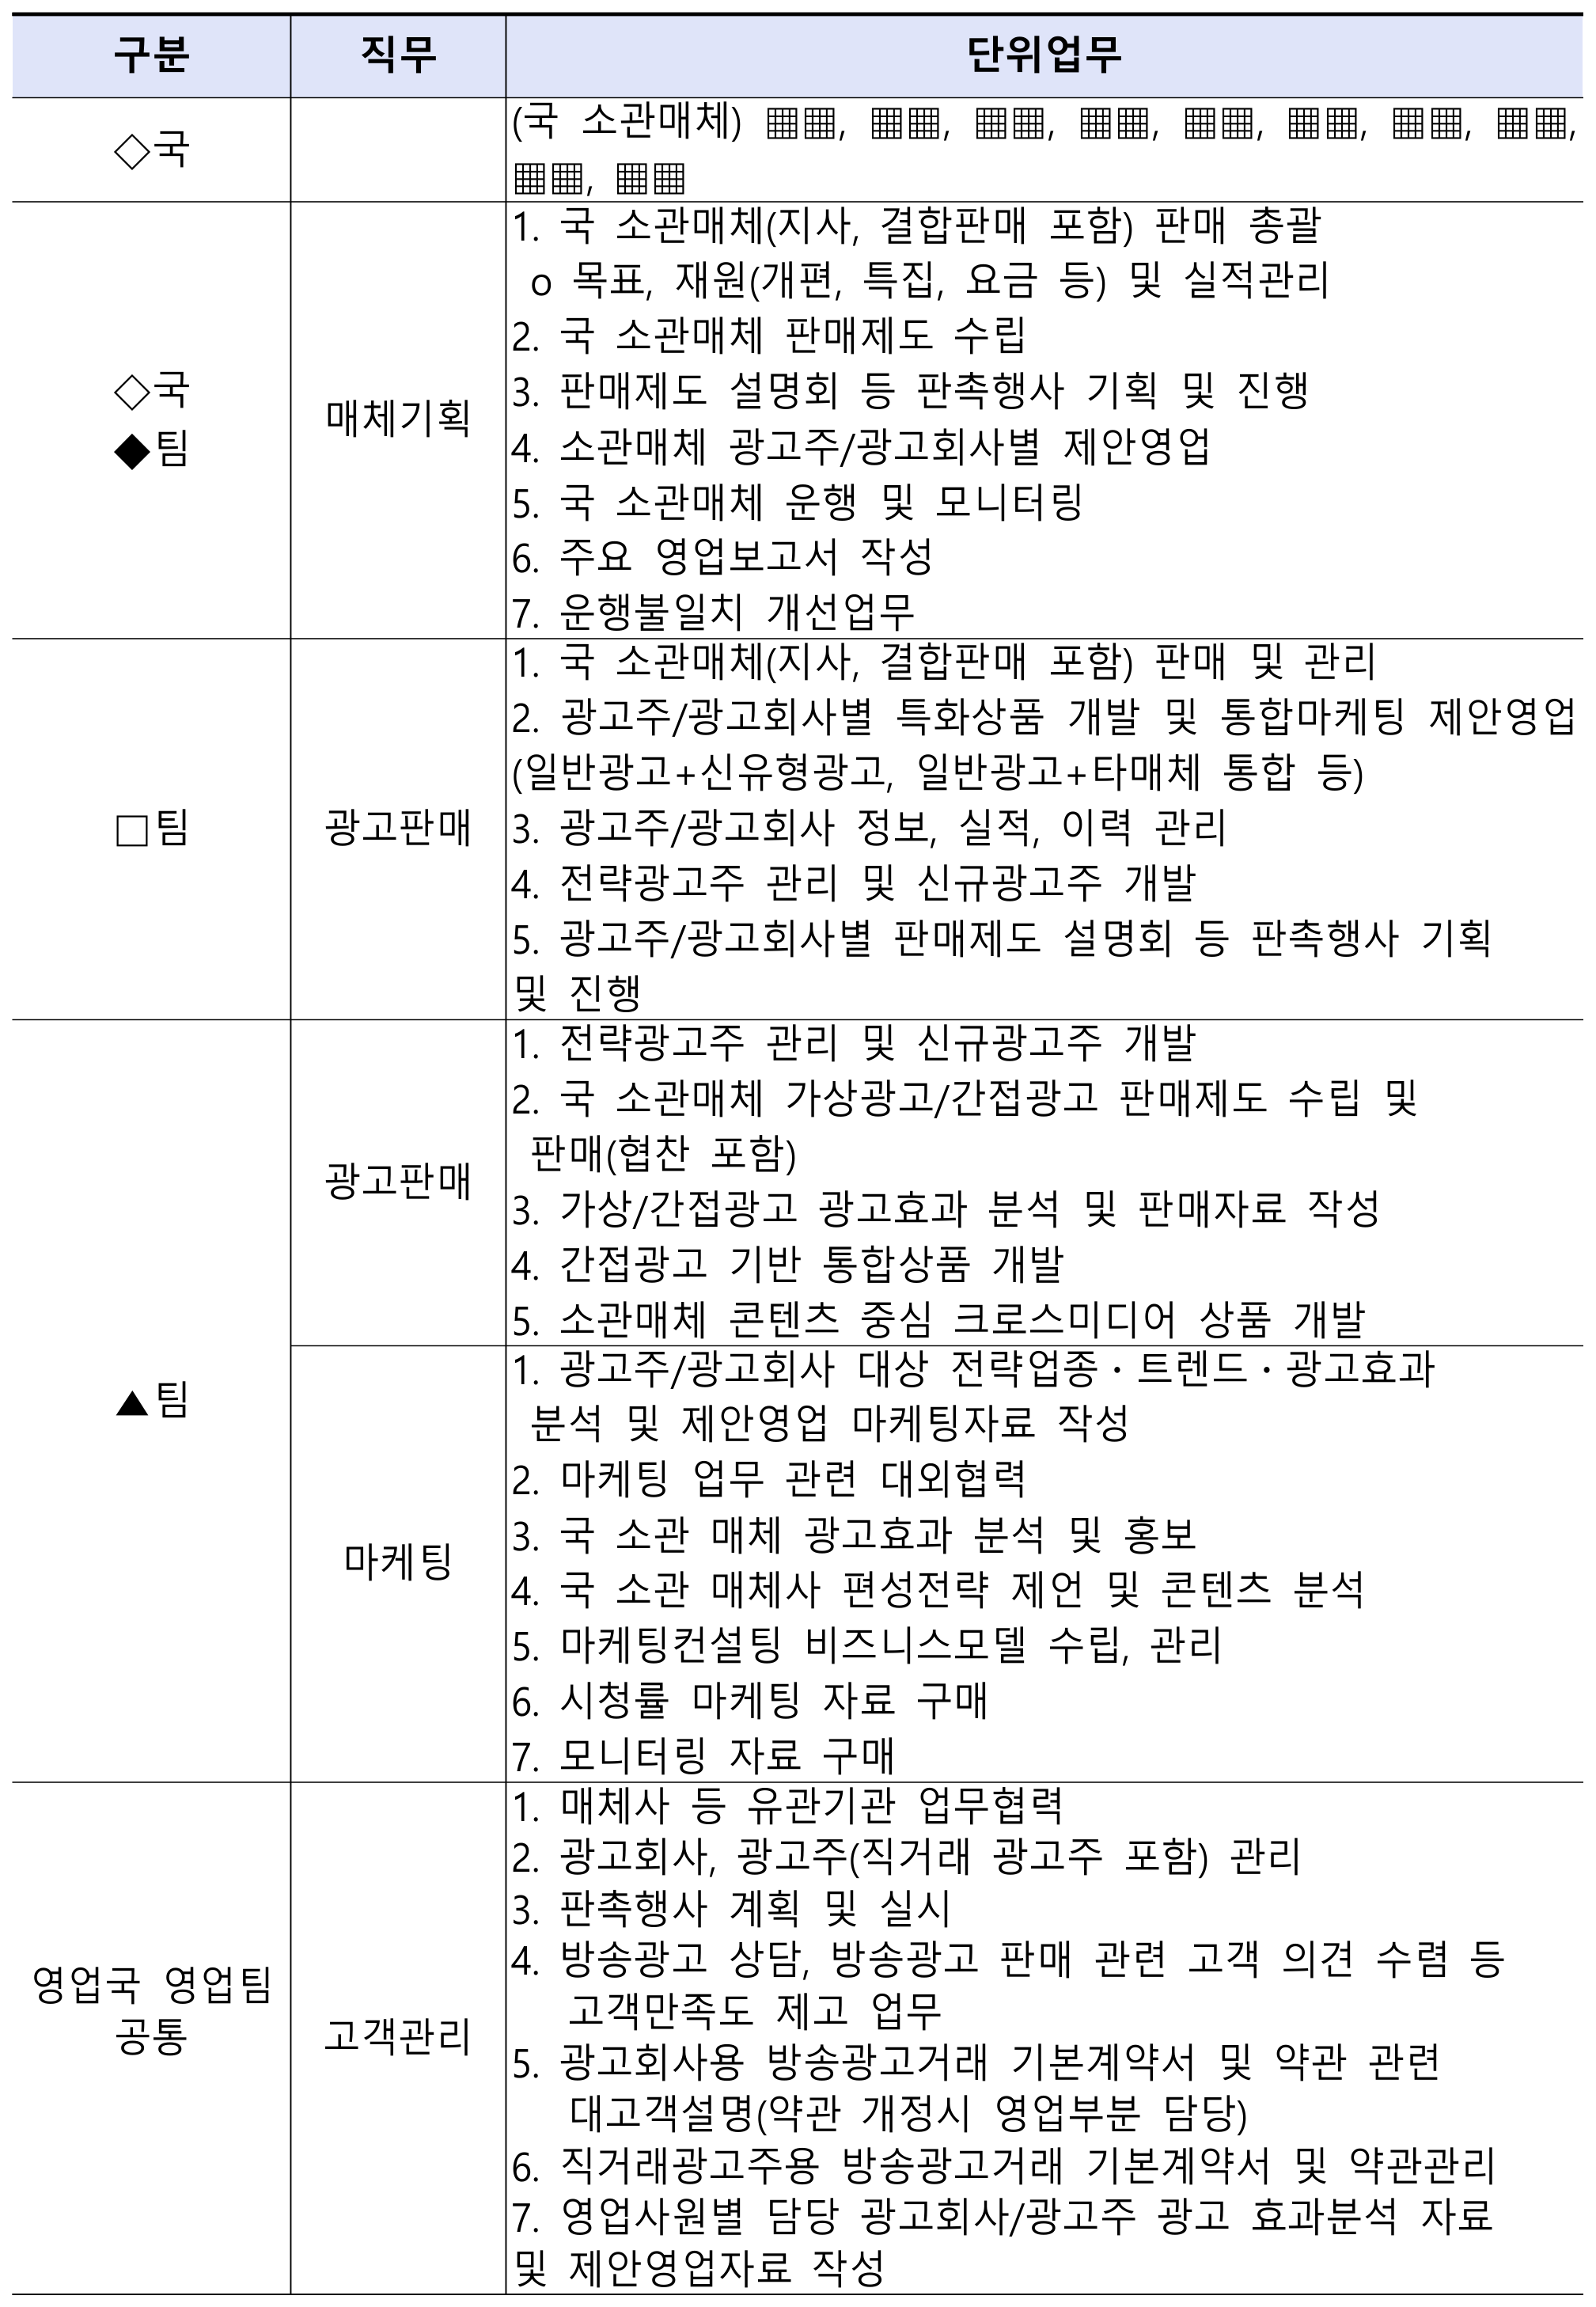 구분 직무 단위업무
◇국
(국 소관매체) ▦▦, ▦▦, ▦▦, ▦▦, ▦▦, ▦▦, ▦▦, ▦▦,
▦▦, ▦▦
◇국
◆팀
매체기획
1. 국 소관매체(지사, 결합판매 포함) 판매 총괄
o 목표, 재원(개편, 특집, 요금 등) 및 실적관리
2. 국 소관매체 판매제도 수립
3. 판매제도 설명회 등 판촉행사 기획 및 진행
4. 소관매체 광고주/광고회사별 제안영업
5. 국 소관매체 운행 및 모니터링
6. 주요 영업보고서 작성
7. 운행불일치 개선업무
□팀
광고판매
1. 국 소관매체(지사, 결합판매 포함) 판매 및 관리
2. 광고주/광고회사별 특화상품 개발 및 통합마케팅 제안영업
(일반광고+신유형광고, 일반광고+타매체 통합 등)
3. 광고주/광고회사 정보, 실적, 이력 관리
4. 전략광고주 관리 및 신규광고주 개발
5. 광고주/광고회사별 판매제도 설명회 등 판촉행사 기획
및 진행
▲팀
광고판매
1. 전략광고주 관리 및 신규광고주 개발
2. 국 소관매체 가상광고/간접광고 판매제도 수립 및
판매(협찬 포함)
3. 가상/간접광고 광고효과 분석 및 판매자료 작성
4. 간접광고 기반 통합상품 개발
5. 소관매체 콘텐츠 중심 크로스미디어 상품 개발
마케팅
1. 광고주/광고회사 대상 전략업종·트렌드·광고효과
분석 및 제안영업 마케팅자료 작성
2. 마케팅 업무 관련 대외협력
3. 국 소관 매체 광고효과 분석 및 홍보
4. 국 소관 매체사 편성전략 제언 및 콘텐츠 분석
5. 마케팅컨설팅 비즈니스모델 수립, 관리
6. 시청률 마케팅 자료 구매
7. 모니터링 자료 구매
영업국 영업팀
공통
고객관리
1. 매체사 등 유관기관 업무협력
2. 광고회사, 광고주(직거래 광고주 포함) 관리
3. 판촉행사 계획 및 실시
4. 방송광고 상담, 방송광고 판매 관련 고객 의견 수렴 등
고객만족도 제고 업무
5. 광고회사용 방송광고거래 기본계약서 및 약관 관련
대고객설명(약관 개정시 영업부분 담당)
6. 직거래광고주용 방송광고거래 기본계약서 및 약관관리
7. 영업사원별 담당 광고회사/광고주 광고 효과분석 자료
및 제안영업자료 작성